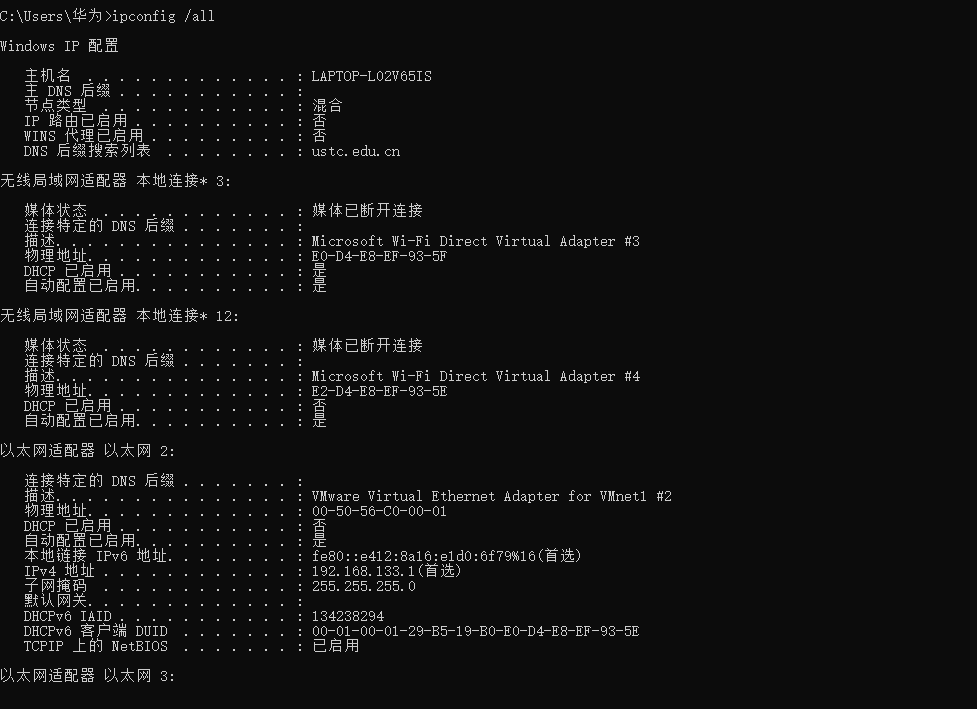 C:\Users\华为>ipconfig /all
Windows IP 配置
主机名 . . . . . . . . . . . . . : LAPTOP-L02V65IS
主 DNS 后缀 . . . . . . . . . . . :
节点类型 . . . . . . . . . . . . : 混合
IP 路由已启用 . . . . . . . . . . : 否
WINS 代理已启用 . . . . . . . . . : 否
DNS 后缀搜索列表 . . . . . . . . : ustc.edu.cn
无线局域网适配器 本地连接* 3:
媒体状态 . . . . . . . . . . . . : 媒体已断开连接
连接特定的 DNS 后缀 . . . . . . . :
描述. . . . . . . . . . . . . . . : Microsoft Wi-Fi Direct Virtual Adapter #3
物理地址. . . . . . . . . . . . . : E0-D4-E8-EF-93-5F
DHCP 已启用 . . . . . . . . . . . : 是
自动配置已启用. . . . . . . . . . : 是
无线局域网适配器 本地连接* 12:
媒体状态 . . . . . . . . . . . . : 媒体已断开连接
连接特定的 DNS 后缀 . . . . . . . :
描述. . . . . . . . . . . . . . . : Microsoft Wi-Fi Direct Virtual Adapter #4
物理地址. . . . . . . . . . . . . : E2-D4-E8-EF-93-5E
DHCP 已启用 . . . . . . . . . . . : 否
自动配置已启用. . . . . . . . . . : 是
以太网适配器 以太网 2:
连接特定的 DNS 后缀 . . . . . . . :
描述. . . . . . . . . . . . . . . : VMware Virtual Ethernet Adapter for VMnet1 #2
物理地址. . . . . . . . . . . . . : 00-50-56-C0-00-01
DHCP 已启用 . . . . . . . . . . . : 否
自动配置已启用. . . . . . . . . . : 是
本地链接 IPv6 地址. . . . . . . . : fe80::e412:8a16:e1d0:6f79%16(首选)
IPv4 地址 . . . . . . . . . . . . : 192.168.133.1(首选)
子网掩码 . . . . . . . . . . . . : 255.255.255.0
默认网关. . . . . . . . . . . . . :
DHCPv6 IAID . . . . . . . . . . . : 134238294
DHCPv6 客户端 DUID . . . . . . . : 00-01-00-01-29-B5-19-B0-E0-D4-E8-EF-93-5E
TCPIP 上的 NetBIOS . . . . . . . : 已启用
以太网适配器 以太网 3: